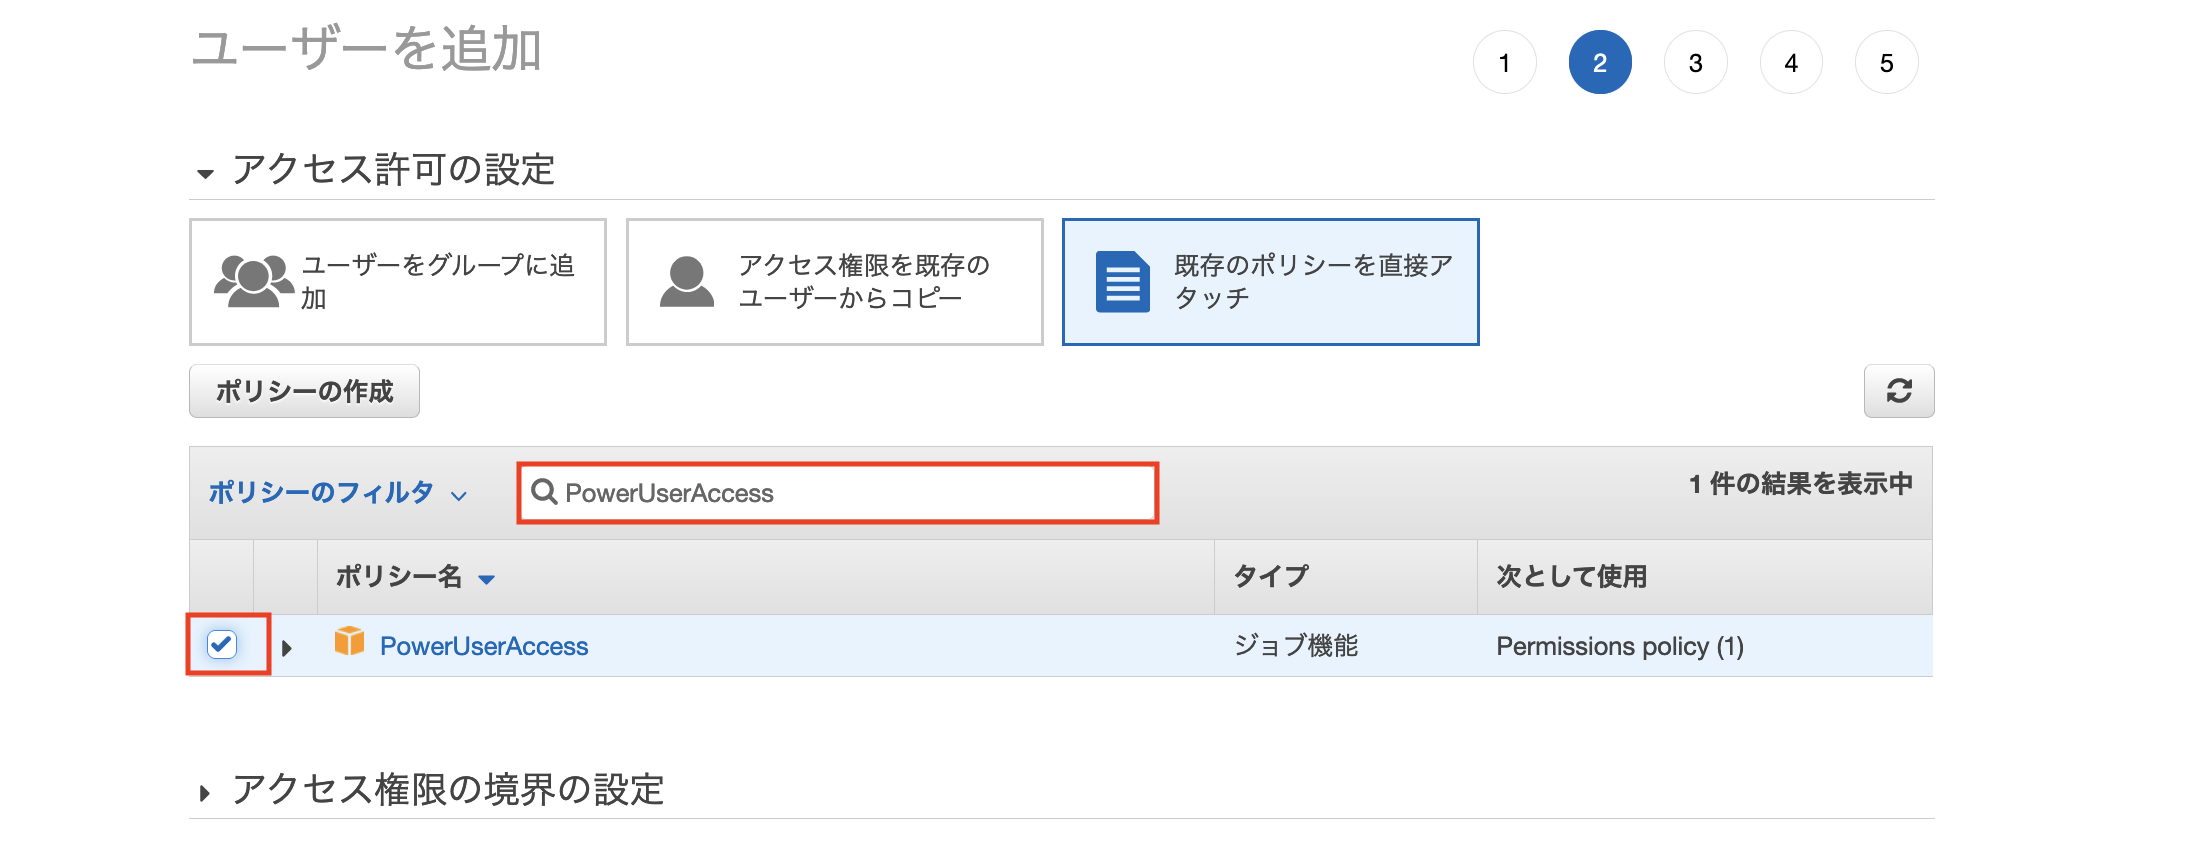 ユーザーを追加
1 2 3 4 5
アクセス許可の設定
ユーザーをグループに追
加
アクセス権限を既存の
ユーザーからコピー
既存のポリシーを直接ア
タッチ
ポリシーの作成
ポリシーのフィルタ PowerUserAccess 1 件の結果を表示中
ポリシー名 タイプ 次として使用
PowerUserAccess ジョブ機能 Permissions policy (1)
アクセス権限の境界の設定